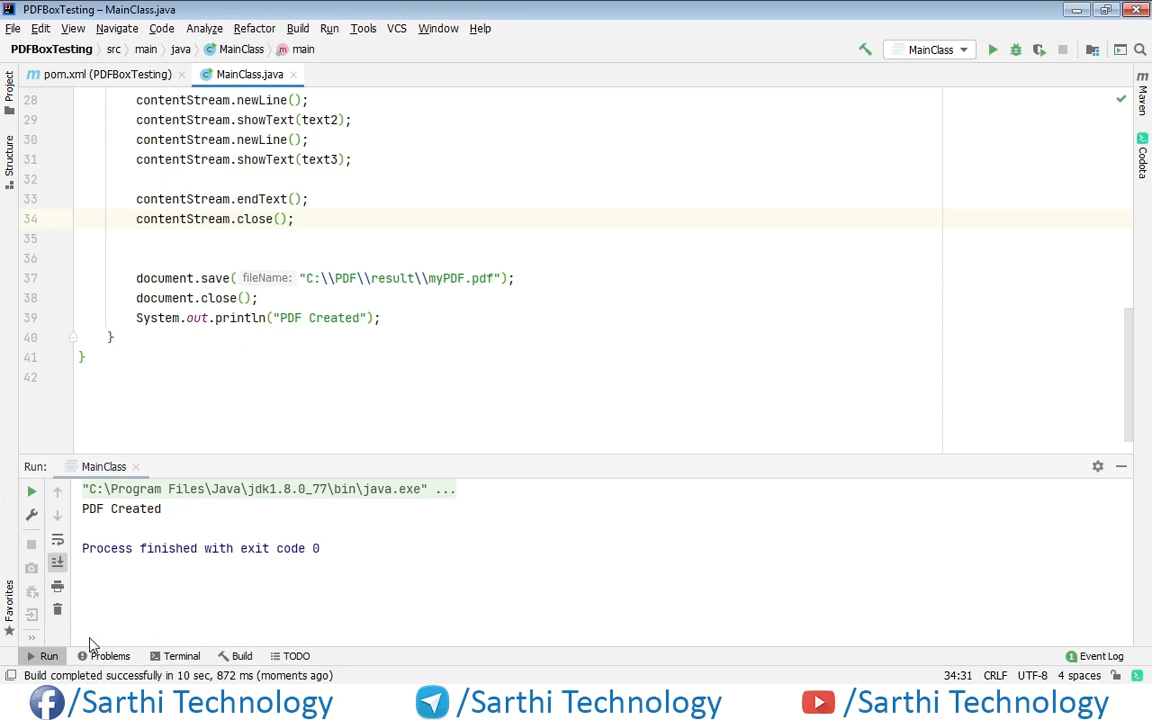 PDFBoxTesting – MainClass.java
File Edit View Navigate Code Analyze Refactor Build Run Tools VCS Window Help
PDFBoxTesting src main java MainClass main MainClass
pom.xml (PDFBoxTesting) MainClass.java
Project
Structure
Favorites
Maven
Codota
28 contentStream.newLine();
29 contentStream.showText(text2);
30 contentStream.newLine();
31 contentStream.showText(text3);
32
33 contentStream.endText();
34 contentStream.close();
35
36
37 document.save( fileName: "C:\\PDF\\result\\myPDF.pdf");
38 document.close();
39 System.out.println("PDF Created");
40 }
41 }
42
Run: MainClass
"C:\Program Files\Java\jdk1.8.0_77\bin\java.exe" ...
PDF Created
Process finished with exit code 0
Run Problems Terminal Build TODO 1 Event Log
Build completed successfully in 10 sec, 872 ms (moments ago) 34:31 CRLF UTF-8 4 spaces
/Sarthi Technology /Sarthi Technology /Sarthi Technology